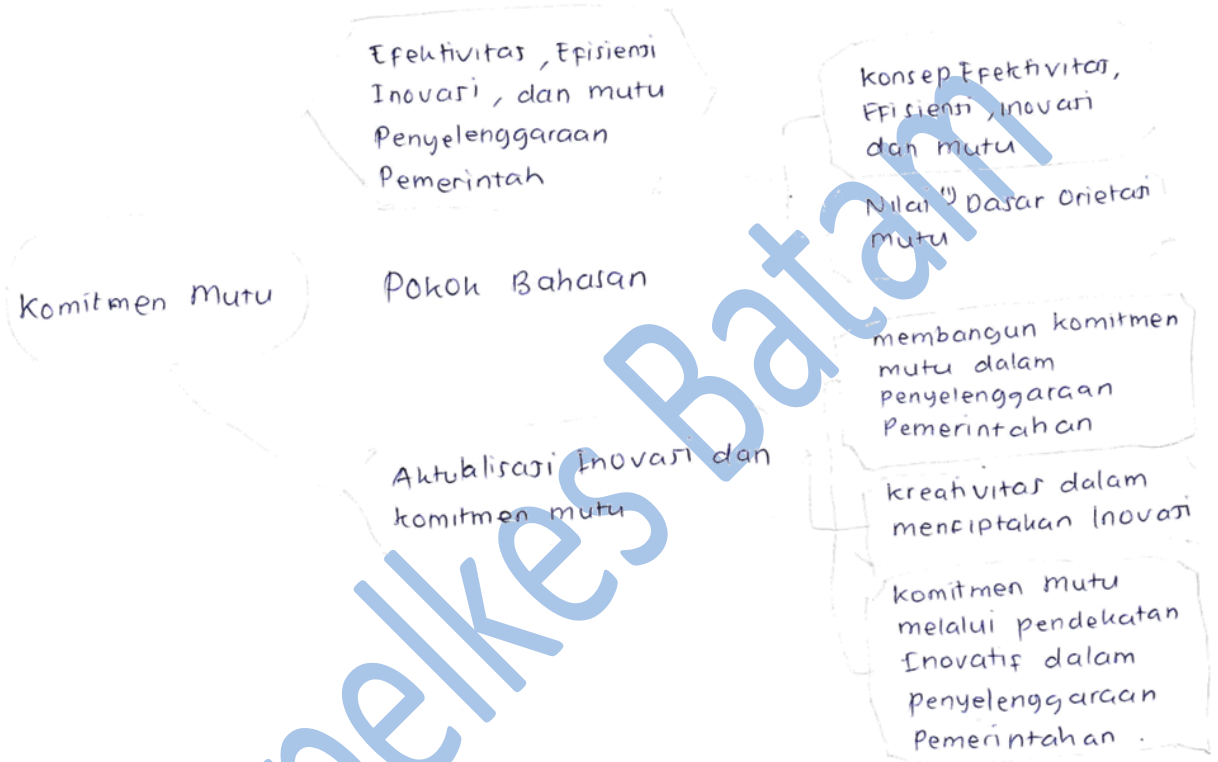 Komitmen Mutu
Efektivitas, Efisiensi
Inovasi, dan mutu
Penyelenggaraan
Pemerintah
Pokok Bahasan
Aktualisasi Inovasi dan
komitmen mutu
konsep Efektivitas,
Efisiensi, inovasi
dan mutu
Nilai" Dasar Orietasi
mutu
membangun komitmen
mutu dalam
Penyelenggaraan
Pemerintahan
kreativitas dalam
menciptakan Inovasi
komitmen mutu
melalui pendekatan
Inovatif dalam
penyelenggaraan
Pemerintahan.
pelkes Batam